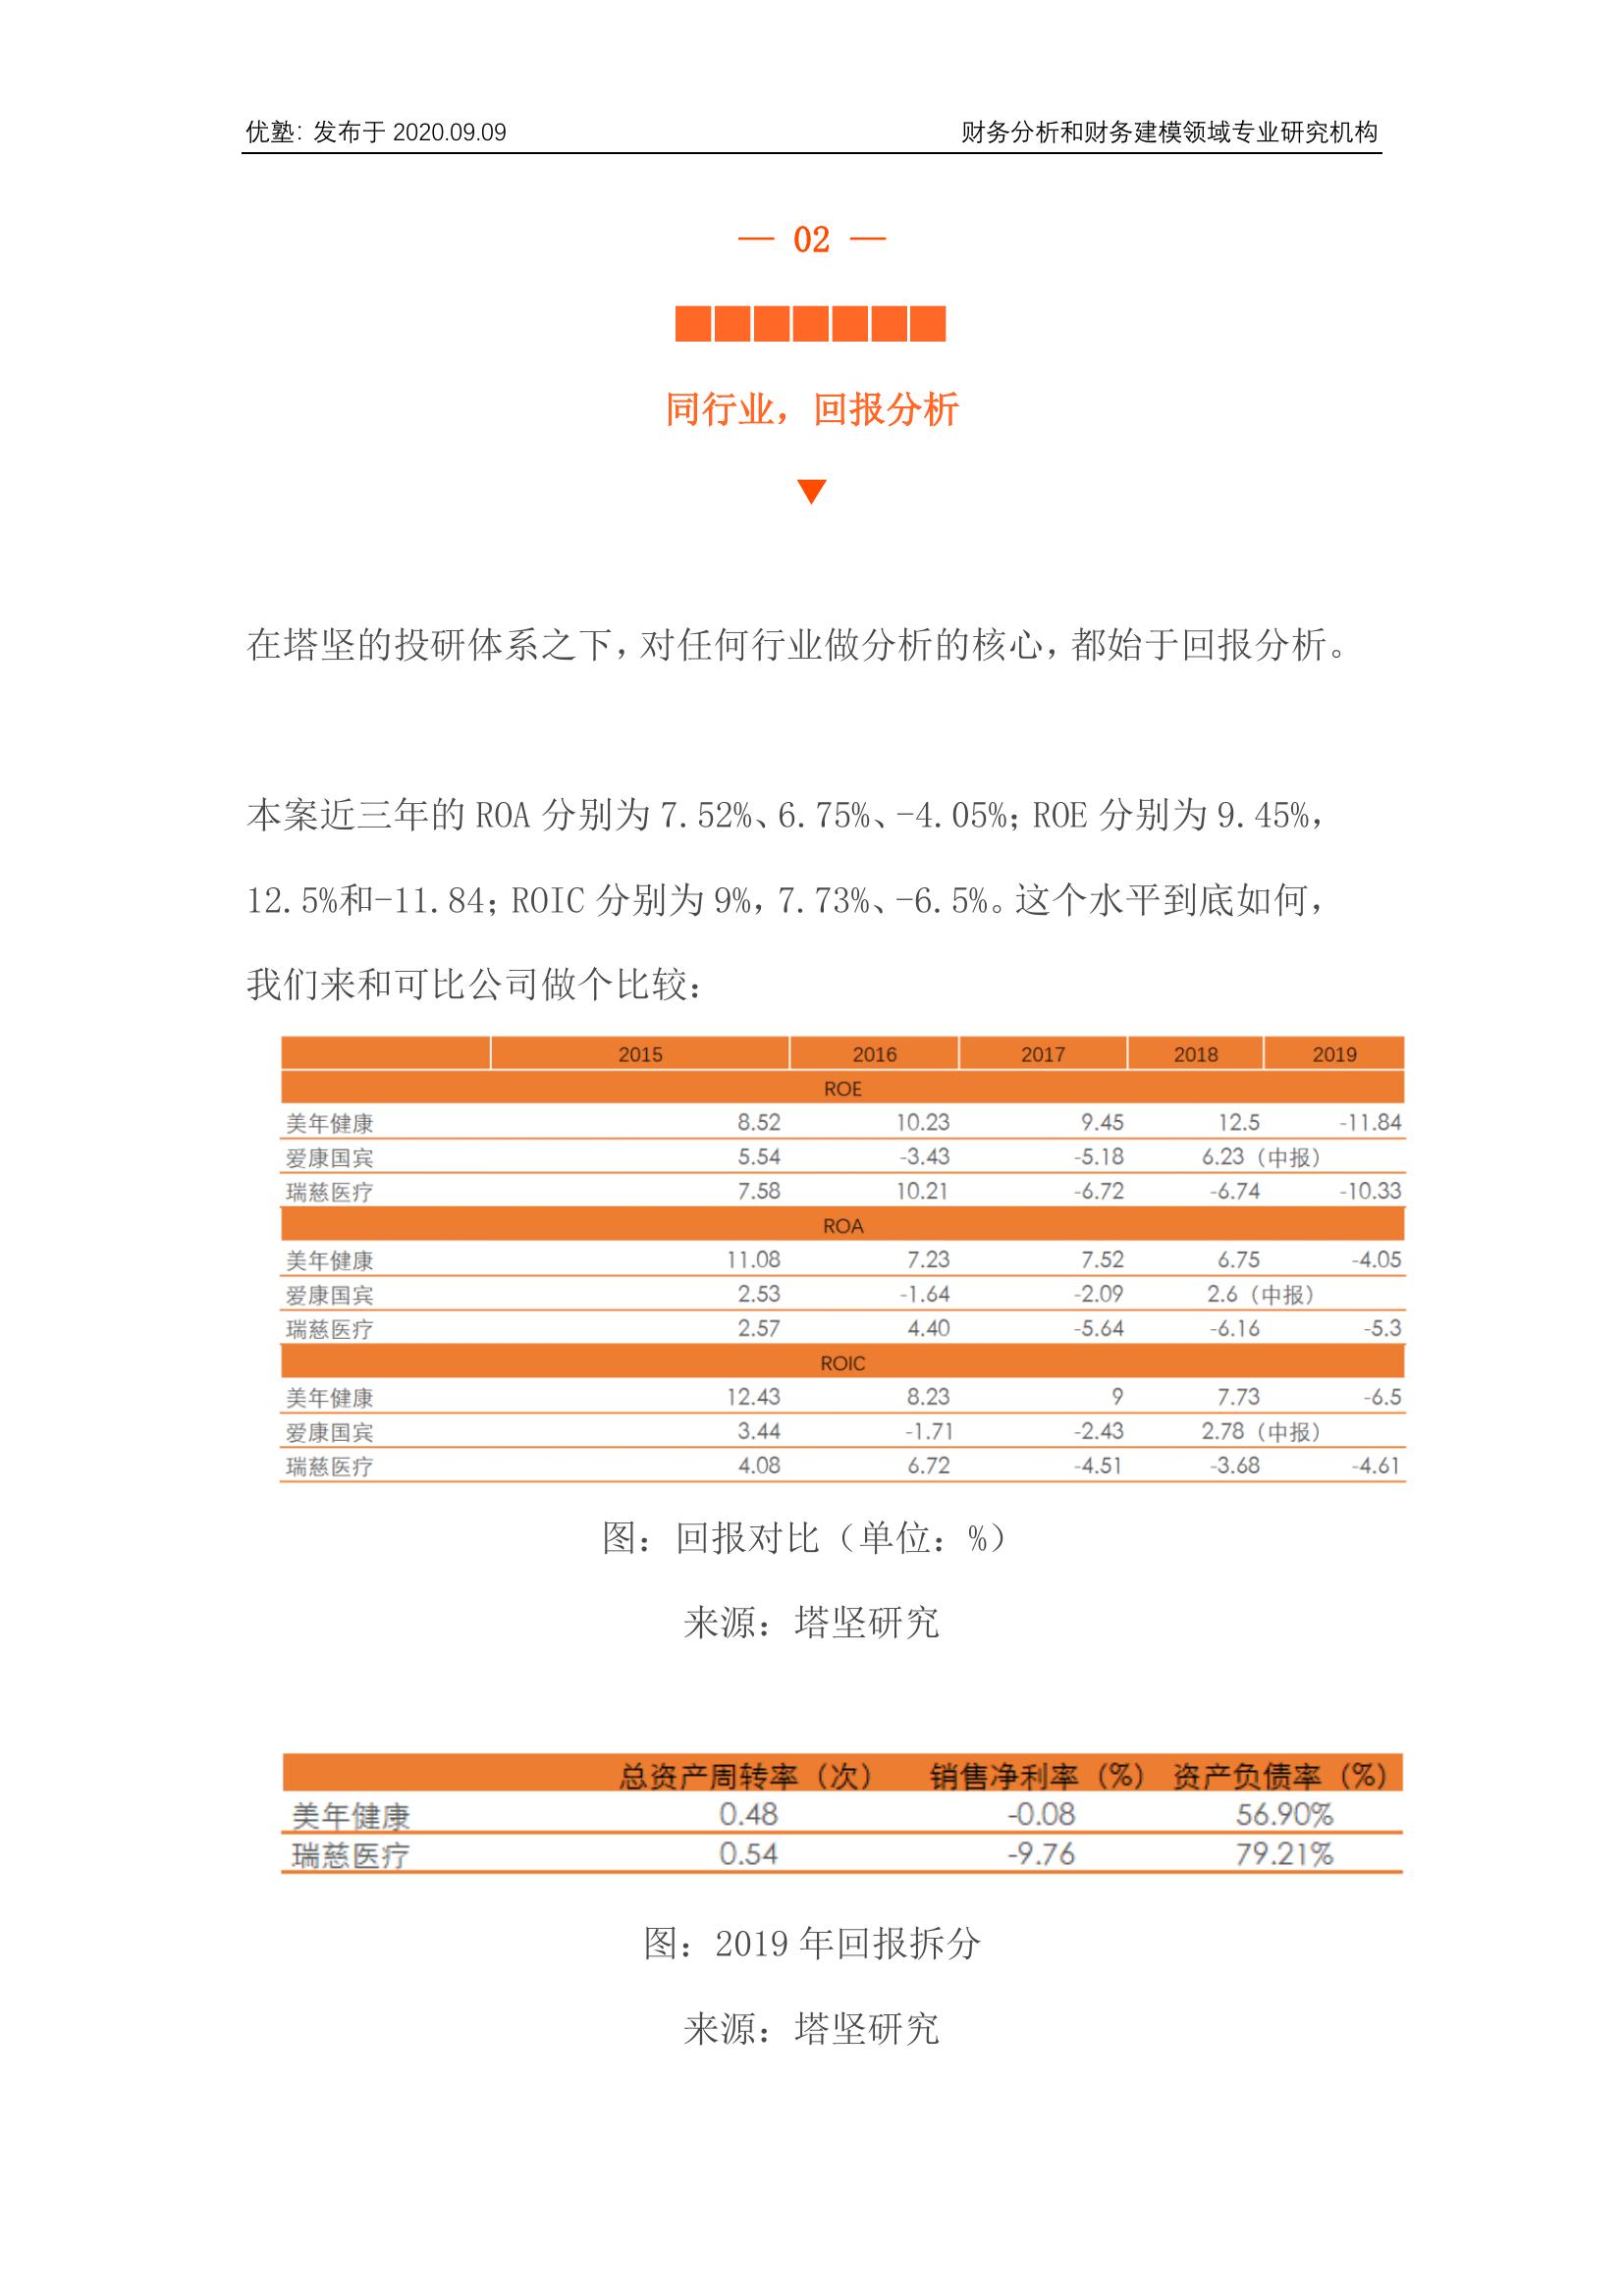 优塾：发布于 2020.09.09 财务分析和财务建模领域专业研究机构
— 02 —
同行业，回报分析
在塔坚的投研体系之下，对任何行业做分析的核心，都始于回报分析。
本案近三年的 ROA 分别为 7.52%、6.75%、-4.05%；ROE 分别为 9.45%，
12.5%和-11.84；ROIC 分别为 9%，7.73%、-6.5%。这个水平到底如何，
我们来和可比公司做个比较：
2015 2016 2017 2018 2019
ROE
美年健康 8.52 10.23 9.45 12.5 -11.84
爱康国宾 5.54 -3.43 -5.18 6.23（中报）
瑞慈医疗 7.58 10.21 -6.72 -6.74 -10.33
ROA
美年健康 11.08 7.23 7.52 6.75 -4.05
爱康国宾 2.53 -1.64 -2.09 2.6（中报）
瑞慈医疗 2.57 4.40 -5.64 -6.16 -5.3
ROIC
美年健康 12.43 8.23 9 7.73 -6.5
爱康国宾 3.44 -1.71 -2.43 2.78（中报）
瑞慈医疗 4.08 6.72 -4.51 -3.68 -4.61
图：回报对比（单位：%）
来源：塔坚研究
总资产周转率（次） 销售净利率（%） 资产负债率（%）
美年健康 0.48 -0.08 56.90%
瑞慈医疗 0.54 -9.76 79.21%
图：2019 年回报拆分
来源：塔坚研究